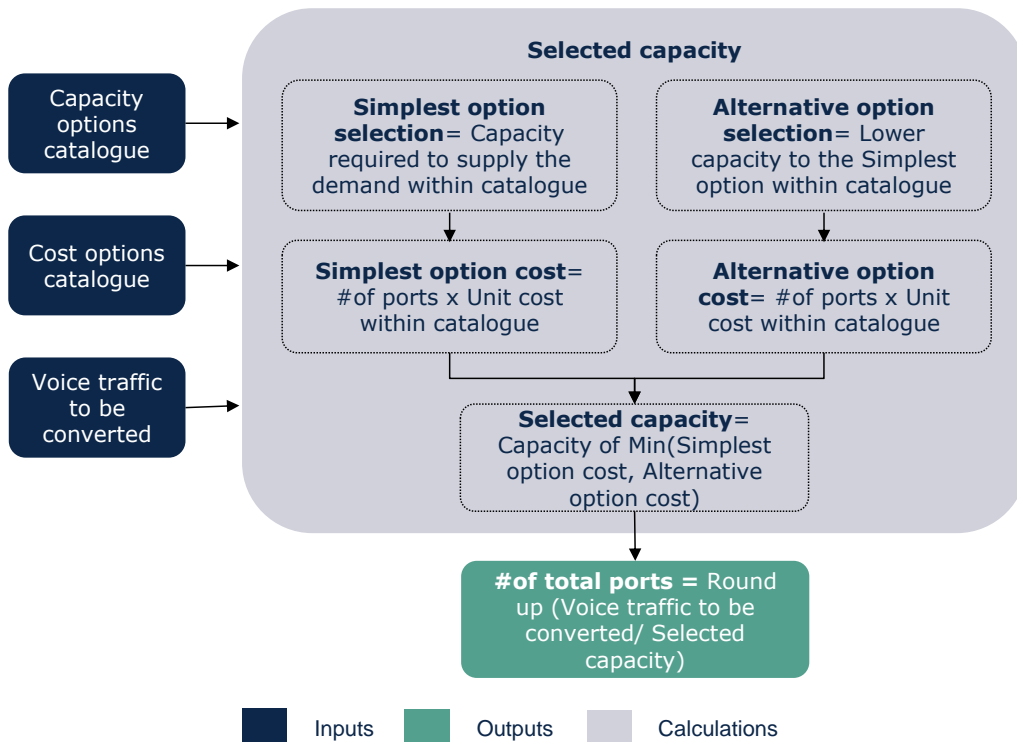 Selected capacity
Capacity
options
catalogue
Cost options
catalogue
Voice traffic
to be
converted
Simplest option
selection= Capacity
required to supply the
demand within catalogue
Alternative option
selection= Lower
capacity to the Simplest
option within catalogue
Simplest option cost=
#of ports x Unit cost
within catalogue
Alternative option
cost= #of ports x Unit
cost within catalogue
Selected capacity=
Capacity of Min(Simplest
option cost, Alternative
option cost)
#of total ports = Round
up (Voice traffic to be
converted/ Selected
capacity)
Inputs
Outputs
Calculations